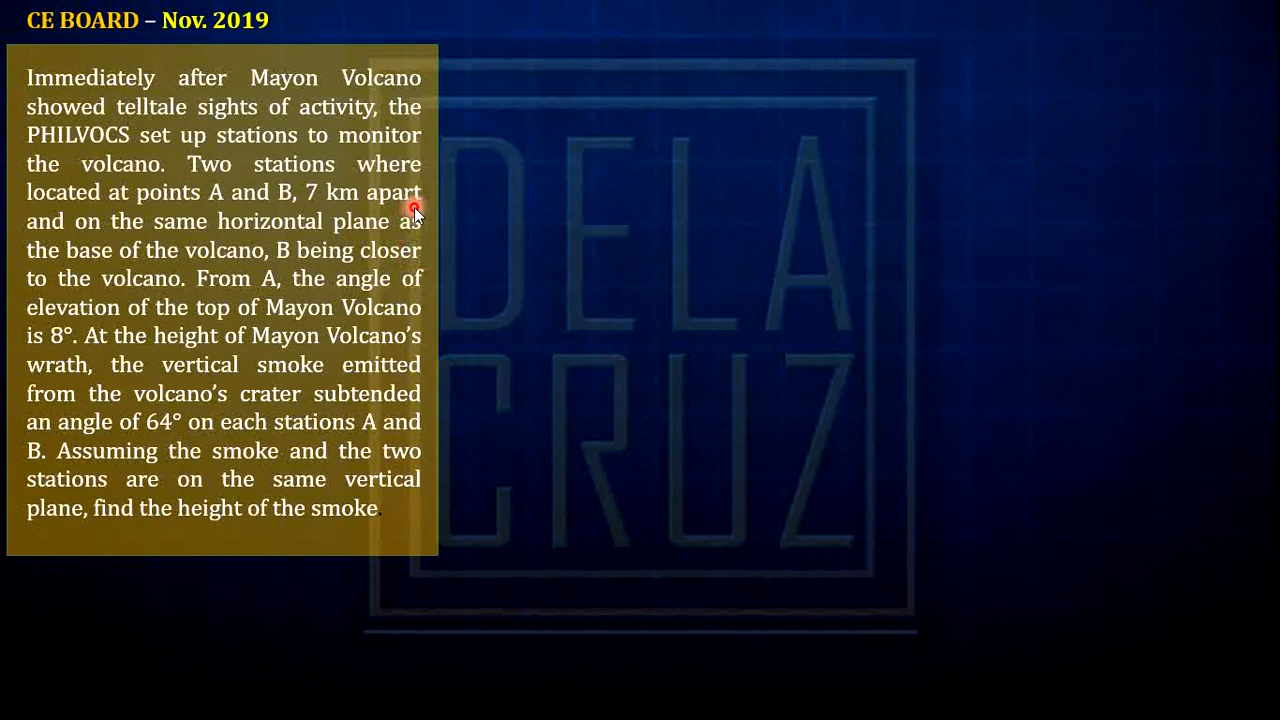 CE BOARD – Nov. 2019
Immediately after Mayon Volcano
showed telltale sights of activity, the
PHILVOCS set up stations to monitor
the volcano. Two stations where
located at points A and B, 7 km apart
and on the same horizontal plane as
the base of the volcano, B being closer
to the volcano. From A, the angle of
elevation of the top of Mayon Volcano
is 8°. At the height of Mayon Volcano's
wrath, the vertical smoke emitted
from the volcano's crater subtended
an angle of 64° on each stations A and
B. Assuming the smoke and the two
stations are on the same vertical
plane, find the height of the smoke.
DELA
CRUZ